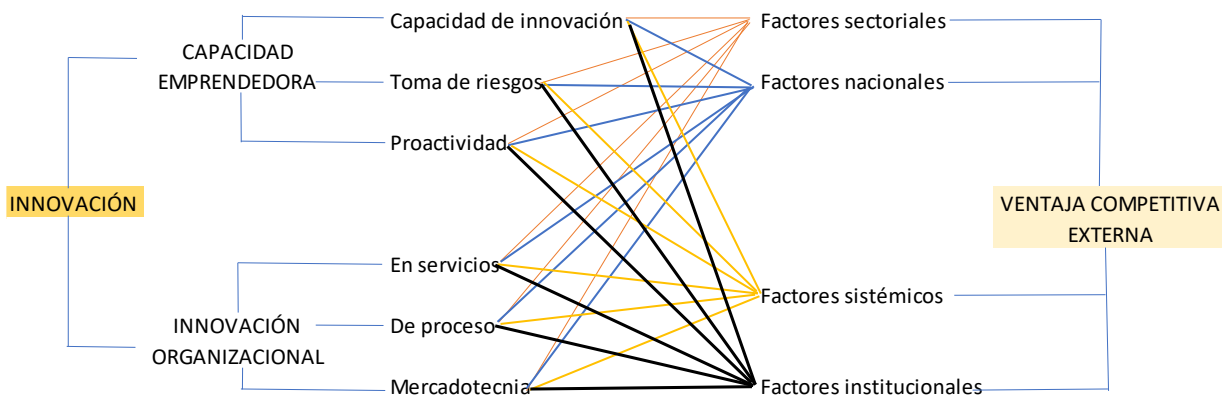 INNOVACIÓN
CAPACIDAD
EMPRENDEDORA
INNOVACIÓN
ORGANIZACIONAL
Capacidad de innovación
Toma de riesgos
Proactividad
En servicios
De proceso
Mercadotecnia
Factores sectoriales
Factores nacionales
Factores sistémicos
Factores institucionales
VENTAJA COMPETITIVA
EXTERNA